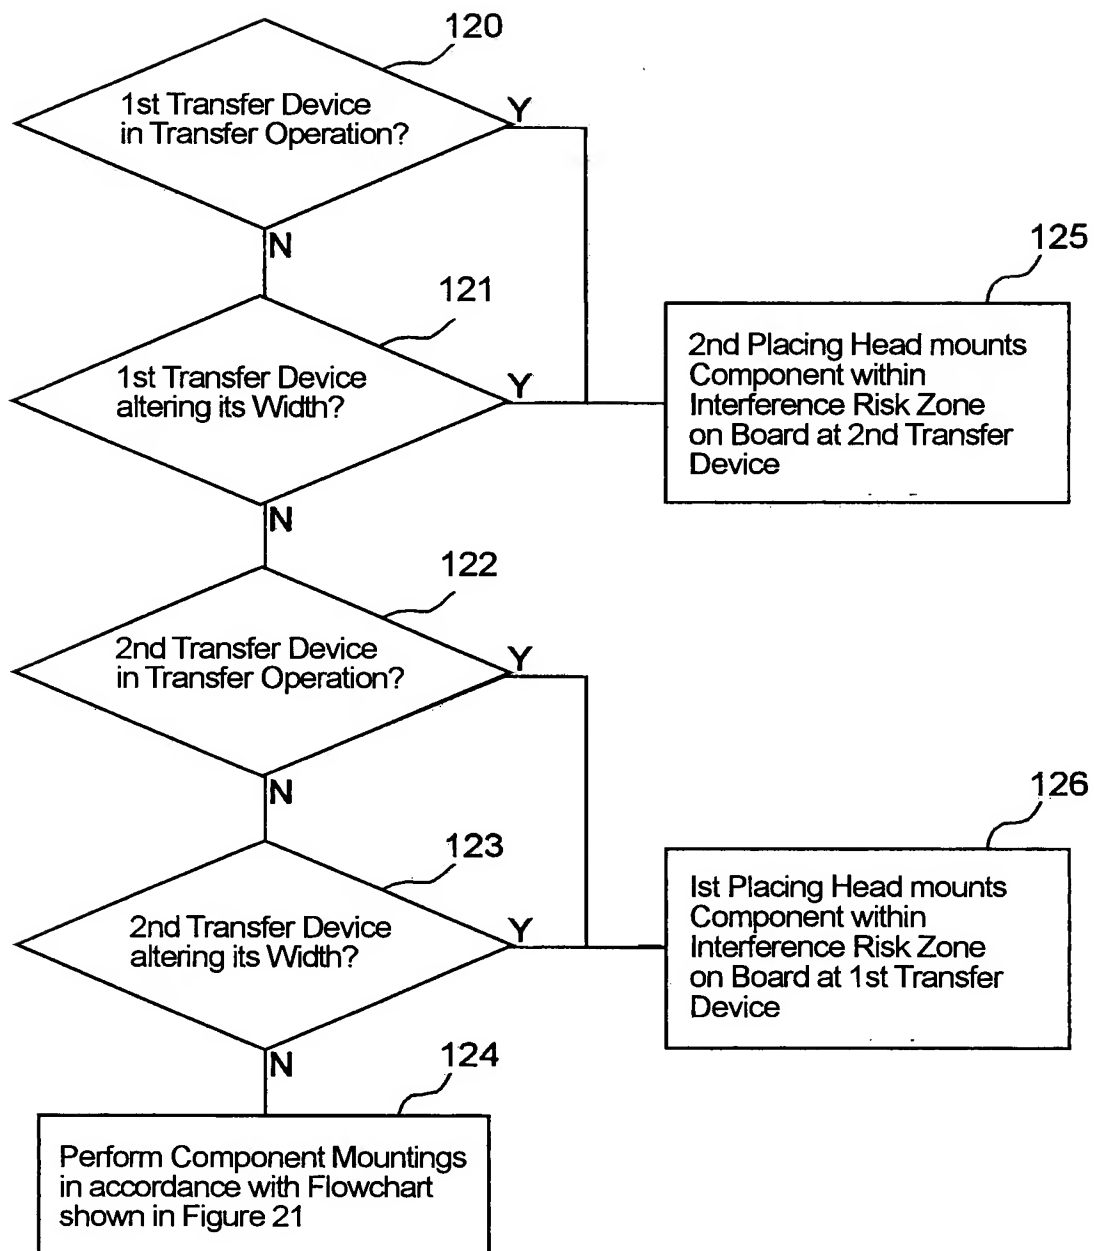 120
1st Transfer Device
in Transfer Operation?
Y
N
125
121
1st Transfer Device
altering its Width?
Y
2nd Placing Head mounts
Component within
Interference Risk Zone
on Board at 2nd Transfer
Device
N
122
2nd Transfer Device
in Transfer Operation?
Y
N
126
123
2nd Transfer Device
altering its Width?
Y
Ist Placing Head mounts
Component within
Interference Risk Zone
on Board at 1st Transfer
Device
N
124
Perform Component Mountings
in accordance with Flowchart
shown in Figure 21